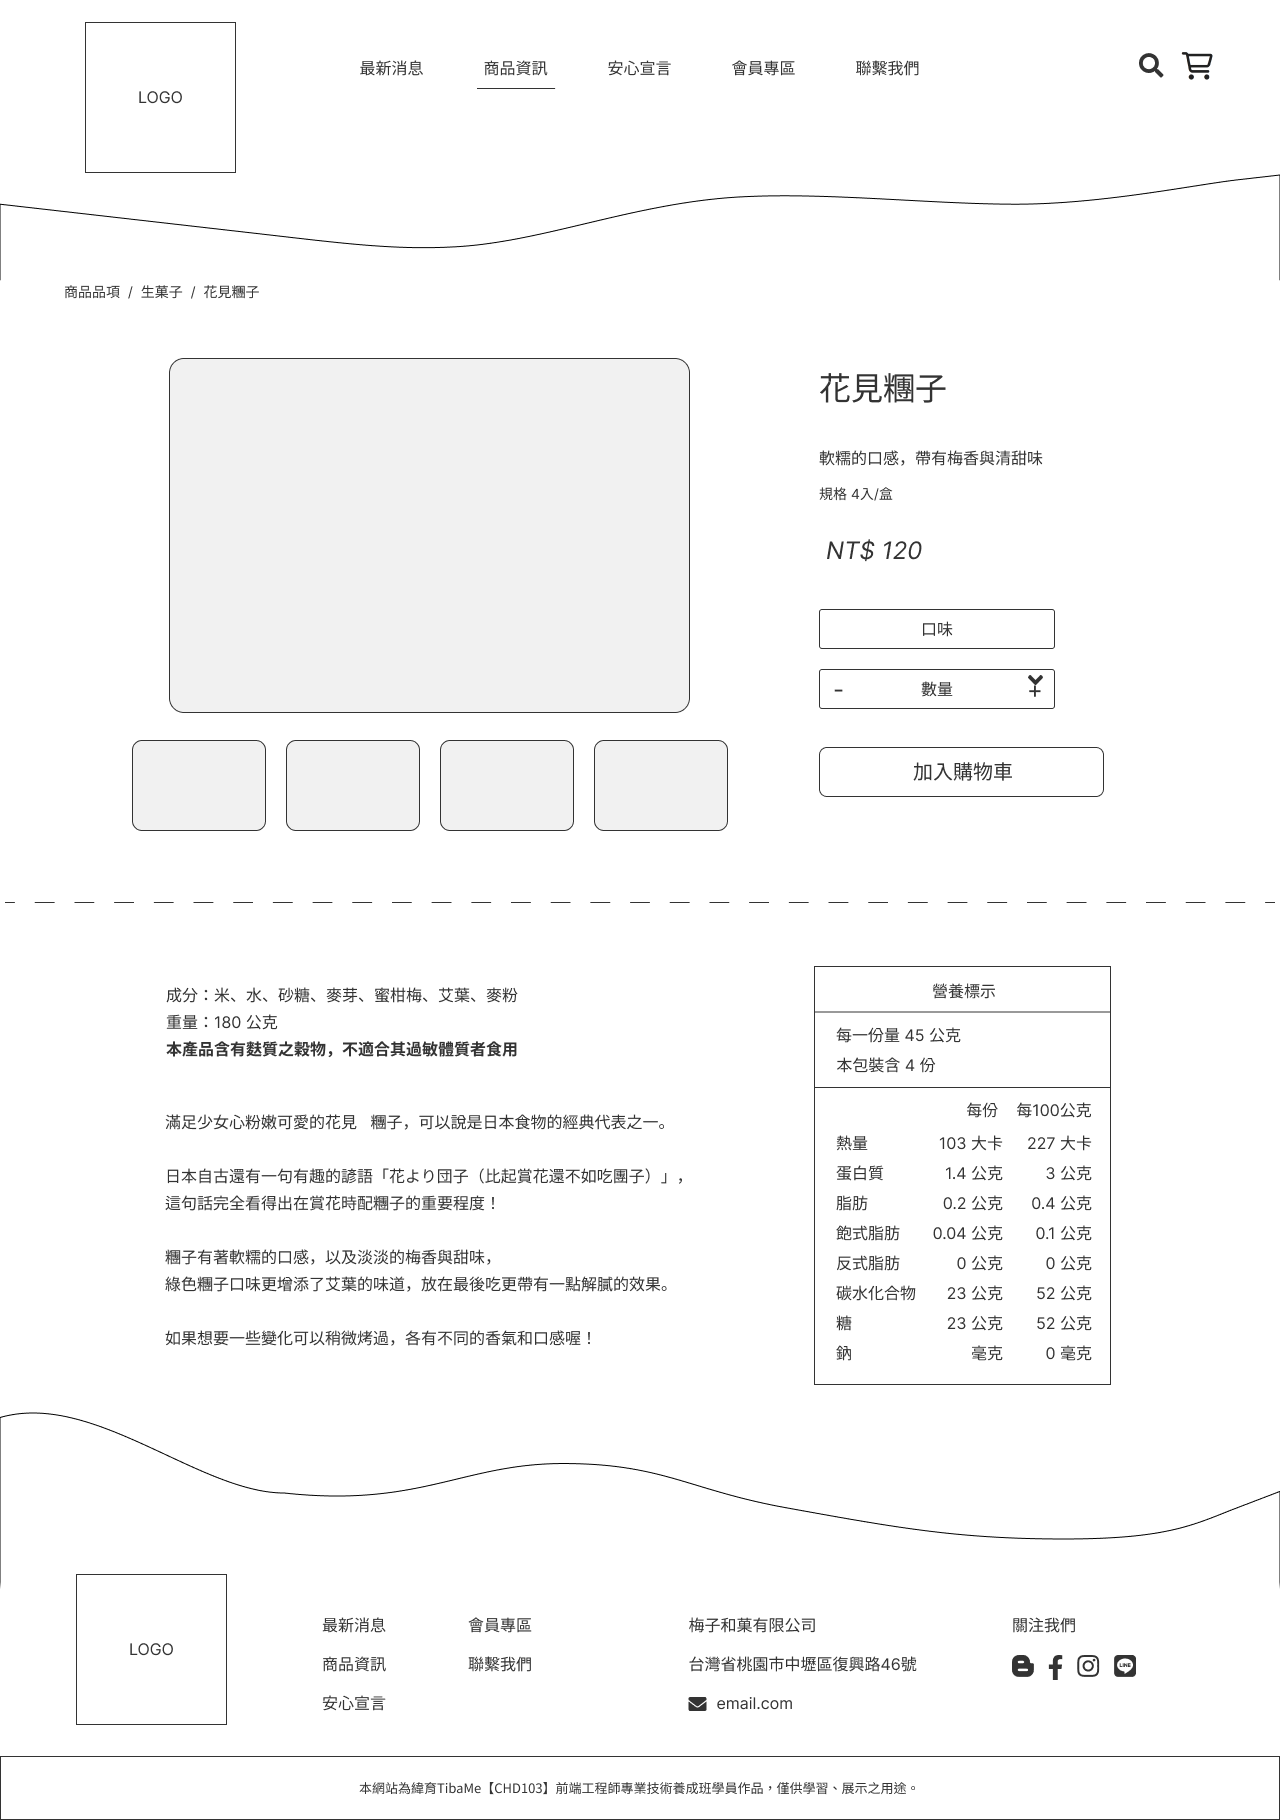 LOGO
最新消息 商品資訊 安心宣言 會員專區 聯繫我們
商品品項 / 生菓子 / 花見糰子
花見糰子
軟糯的口感，帶有梅香與清甜味
規格 4入/盒
NT$ 120
口味
- 數量 +
加入購物車
成分：米、水、砂糖、麥芽、蜜柑梅、艾葉、麥粉
重量：180 公克
本產品含有麩質之穀物，不適合其過敏體質者食用
滿足少女心粉嫩可愛的花見 糰子，可以說是日本食物的經典代表之一。
日本自古還有一句有趣的諺語「花より団子（比起賞花還不如吃團子）」，
這句話完全看得出在賞花時配糰子的重要程度！
糰子有著軟糯的口感，以及淡淡的梅香與甜味，
綠色糰子口味更增添了艾葉的味道，放在最後吃更帶有一點解膩的效果。
如果想要一些變化可以稍微烤過，各有不同的香氣和口感喔！
營養標示
每一份量 45 公克
本包裝含 4 份
每份 每100公克
熱量 103 大卡 227 大卡
蛋白質 1.4 公克 3 公克
脂肪 0.2 公克 0.4 公克
飽式脂肪 0.04 公克 0.1 公克
反式脂肪 0 公克 0 公克
碳水化合物 23 公克 52 公克
糖 23 公克 52 公克
鈉 毫克 0 毫克
LOGO
最新消息 會員專區
商品資訊 聯繫我們
安心宣言
梅子和菓有限公司
台灣省桃園市中壢區復興路46號
email.com
關注我們
LINE
本網站為緯育TibaMe【CHD103】前端工程師專業技術養成班學員作品，僅供學習、展示之用途。